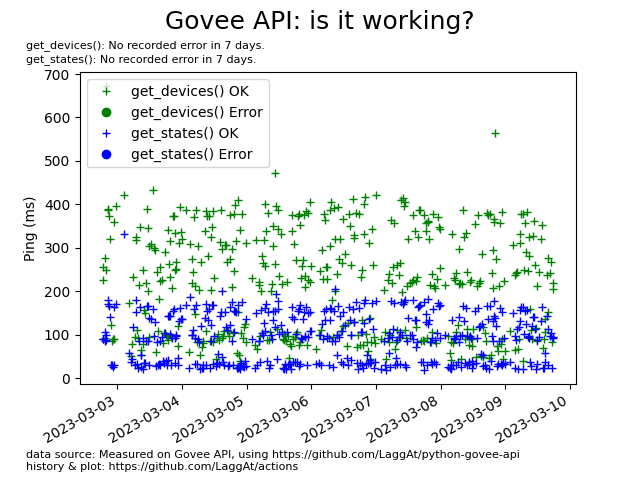 Govee API: is it working?
get_devices(): No recorded error in 7 days.
get_states(): No recorded error in 7 days.
700
600
500
400
300
200
100
0
Ping (ms)
get_devices() OK
get_devices() Error
get_states() OK
get_states() Error
2023-03-03
2023-03-04
2023-03-05
2023-03-06
2023-03-07
2023-03-08
2023-03-09
2023-03-10
data source: Measured on Govee API, using https://github.com/LaggAt/python-govee-api
history & plot: https://github.com/LaggAt/actions